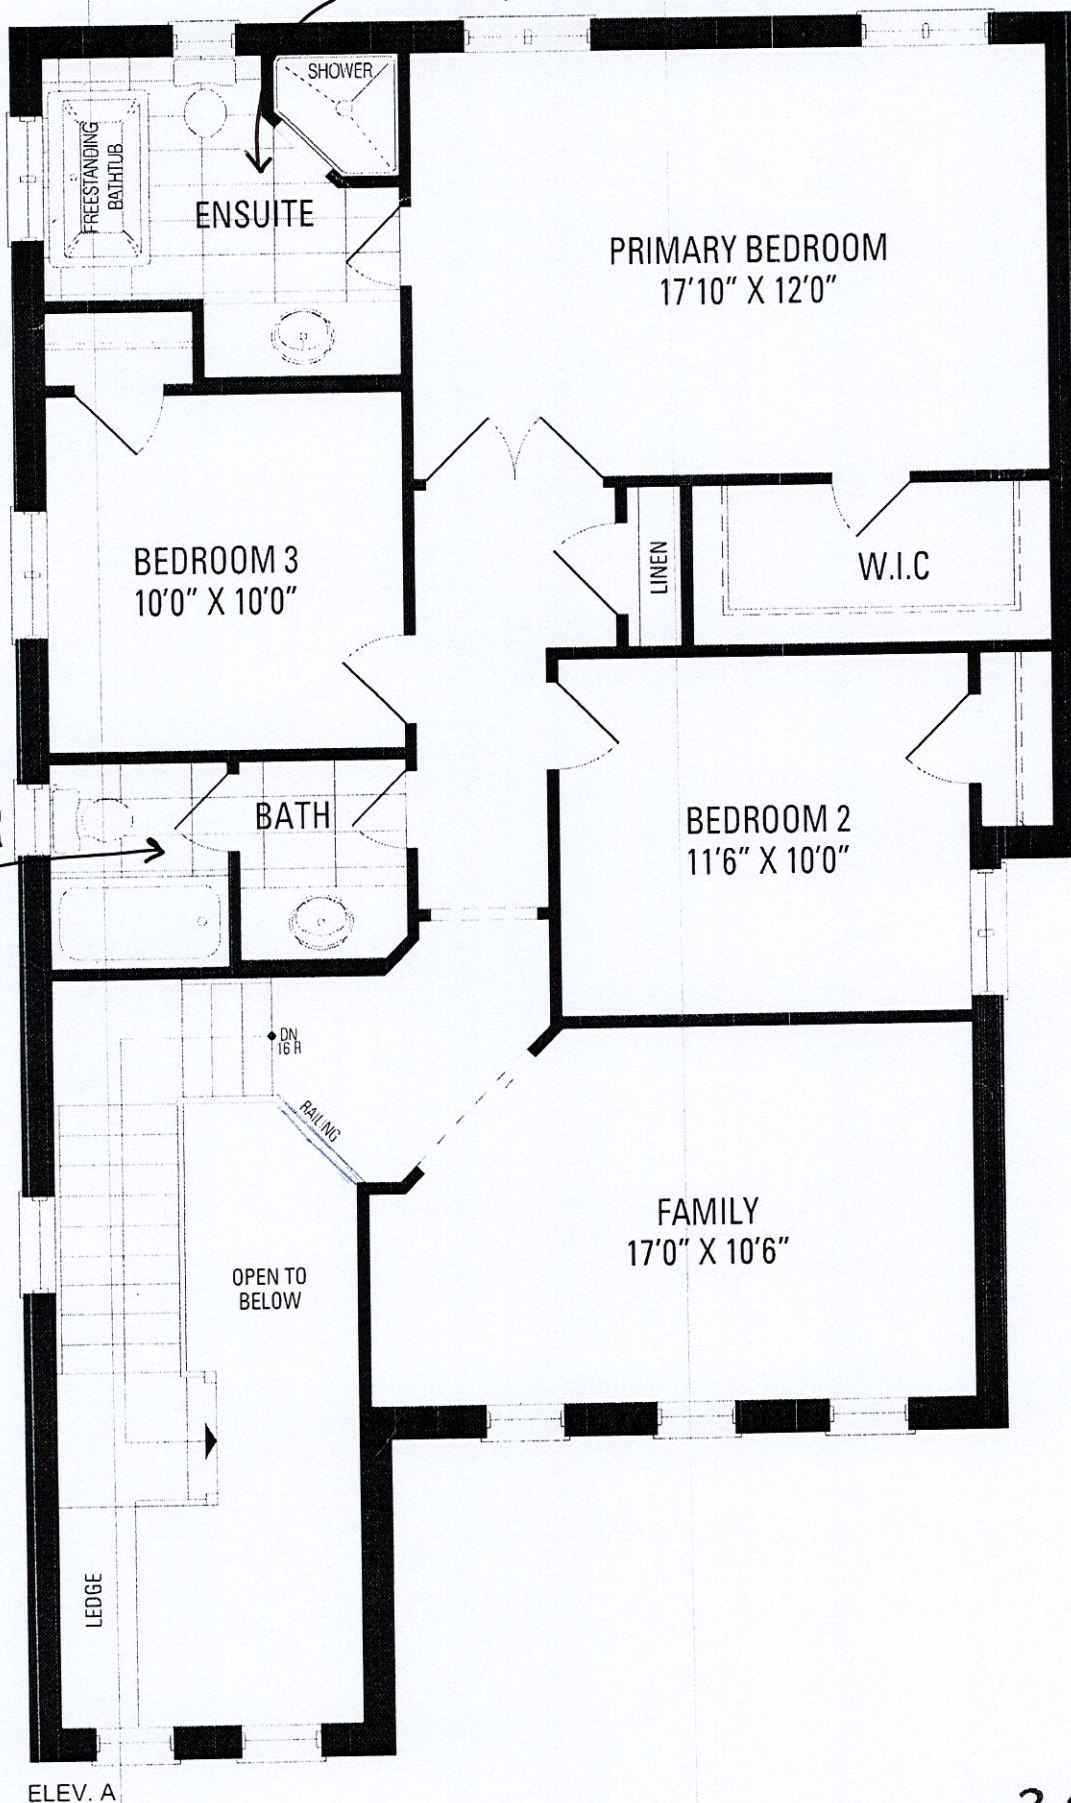 SHOWER
FREESTANDING
BATHTUB
ENSUITE
PRIMARY BEDROOM
17'10" X 12'0"
BEDROOM 3
10'0" X 10'0"
LINEN
W.I.C
BATH
BEDROOM 2
11'6" X 10'0"
DN
16 R
RAILING
FAMILY
17'0" X 10'6"
OPEN TO
BELOW
LEDGE
ELEV. A